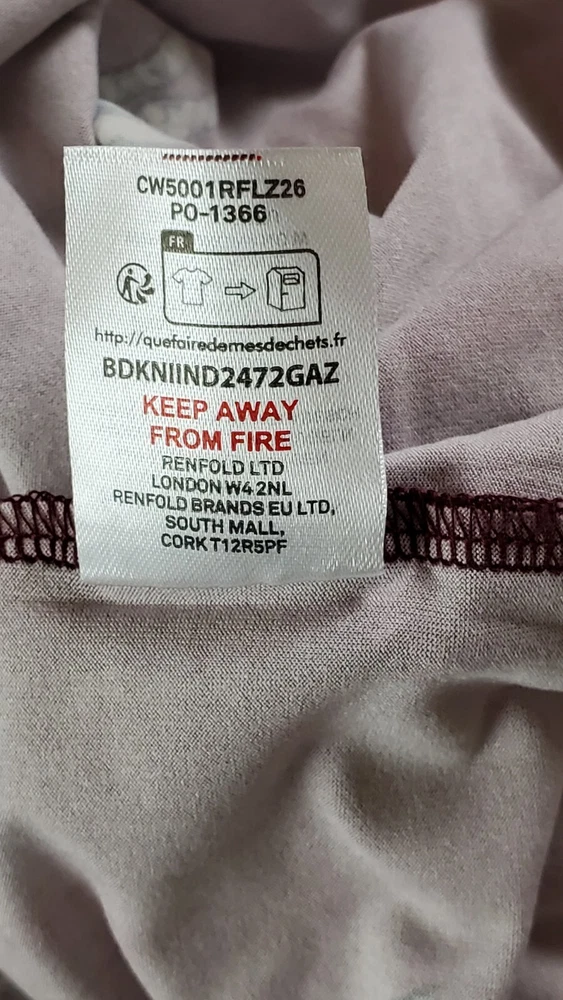 CW5001RFLZ26
PO-1366
FR
http://quefairedemesdechets.fr
BDKNIIND2472GAZ
KEEP AWAY
FROM FIRE
RENFOLD LTD
LONDON W4 2NL
RENFOLD BRANDS EU LTD,
SOUTH MALL,
CORK T12R5PF